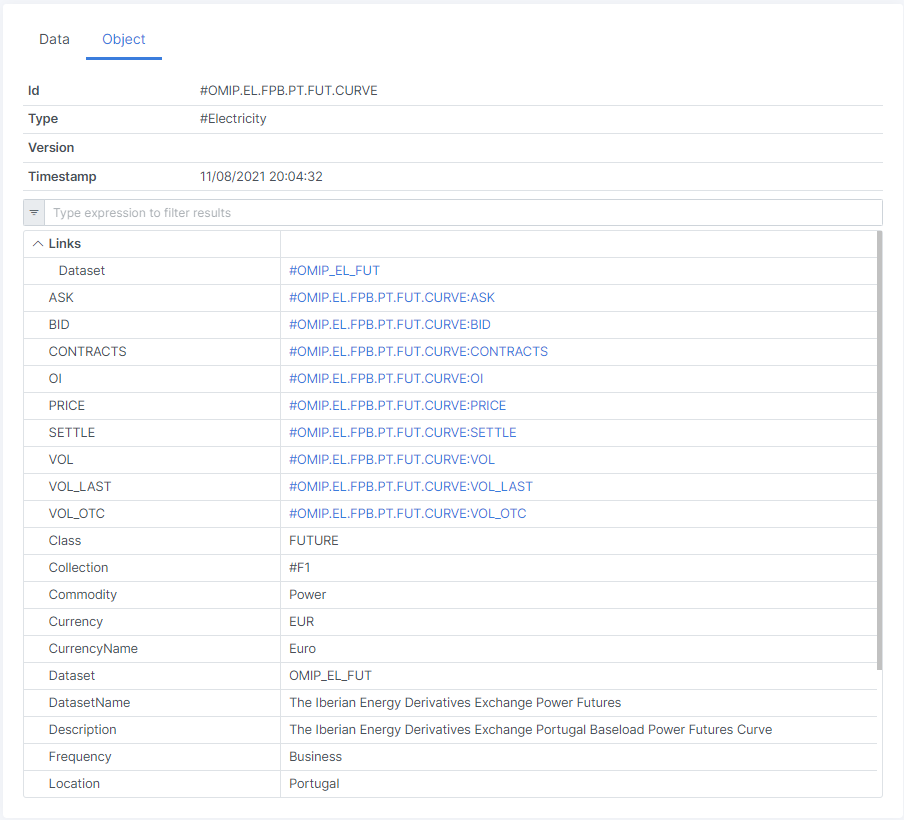 Data Object
Id #OMIP.EL.FPB.PT.FUT.CURVE
Type #Electricity
Version
Timestamp 11/08/2021 20:04:32
Type expression to filter results
Links
Dataset #OMIP_EL_FUT
ASK #OMIP.EL.FPB.PT.FUT.CURVE:ASK
BID #OMIP.EL.FPB.PT.FUT.CURVE:BID
CONTRACTS #OMIP.EL.FPB.PT.FUT.CURVE:CONTRACTS
OI #OMIP.EL.FPB.PT.FUT.CURVE:OI
PRICE #OMIP.EL.FPB.PT.FUT.CURVE:PRICE
SETTLE #OMIP.EL.FPB.PT.FUT.CURVE:SETTLE
VOL #OMIP.EL.FPB.PT.FUT.CURVE:VOL
VOL_LAST #OMIP.EL.FPB.PT.FUT.CURVE:VOL_LAST
VOL_OTC #OMIP.EL.FPB.PT.FUT.CURVE:VOL_OTC
Class FUTURE
Collection #F1
Commodity Power
Currency EUR
CurrencyName Euro
Dataset OMIP_EL_FUT
DatasetName The Iberian Energy Derivatives Exchange Power Futures
Description The Iberian Energy Derivatives Exchange Portugal Baseload Power Futures Curve
Frequency Business
Location Portugal